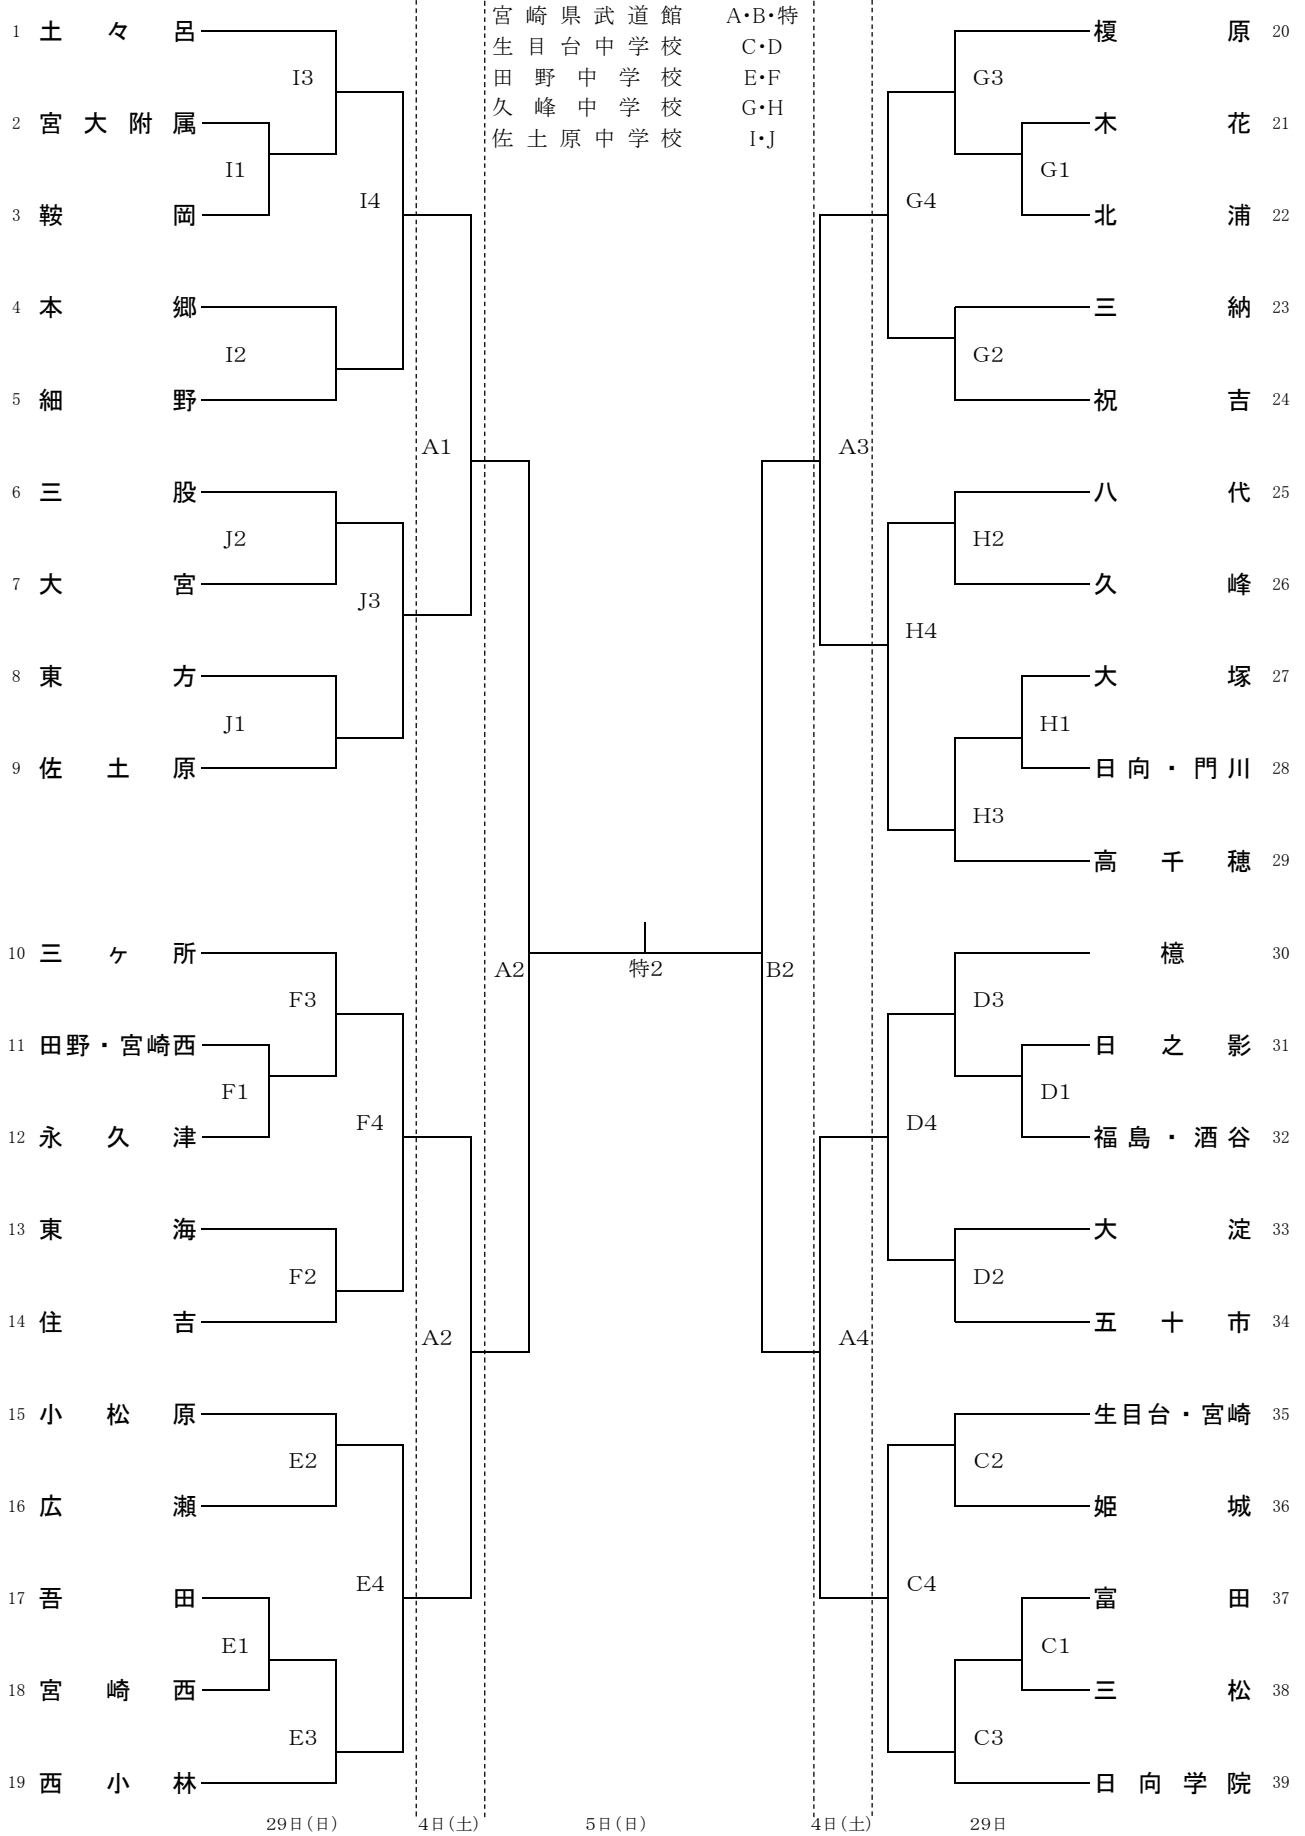 宮崎県武道館 A・B・特
生目台中学校 C・D
田野中学校 E・F
久峰中学校 G・H
佐土原中学校 I・J
1 土々呂
I3
2 宮大附属
I1
3 鞍岡
I4
4 本郷
I2
5 細野
A1
6 三股
J2
7 大宮
J3
8 東方
J1
9 佐土原
10 三ヶ所
A2
F3
11 田野・宮崎西
F1
12 永久津
F4
13 東海
F2
14 住吉
A2
15 小松原
E2
16 広瀬
E4
17 吾田
E1
18 宮崎西
E3
19 西小林
特2
榎原 20
G3
木花 21
G1
北浦 22
G4
三納 23
G2
祝吉 24
A3
八代 25
H2
久峰 26
H4
大塚 27
H1
日向・門川 28
H3
高千穂 29
檍 30
B2
D3
日之影 31
D1
福島・酒谷 32
D4
大淀 33
D2
五十市 34
A4
生目台・宮崎 35
C2
姫城 36
C4
富田 37
C1
三松 38
C3
日向学院 39
29日(日) 4日(土) 5日(日) 4日(土) 29日